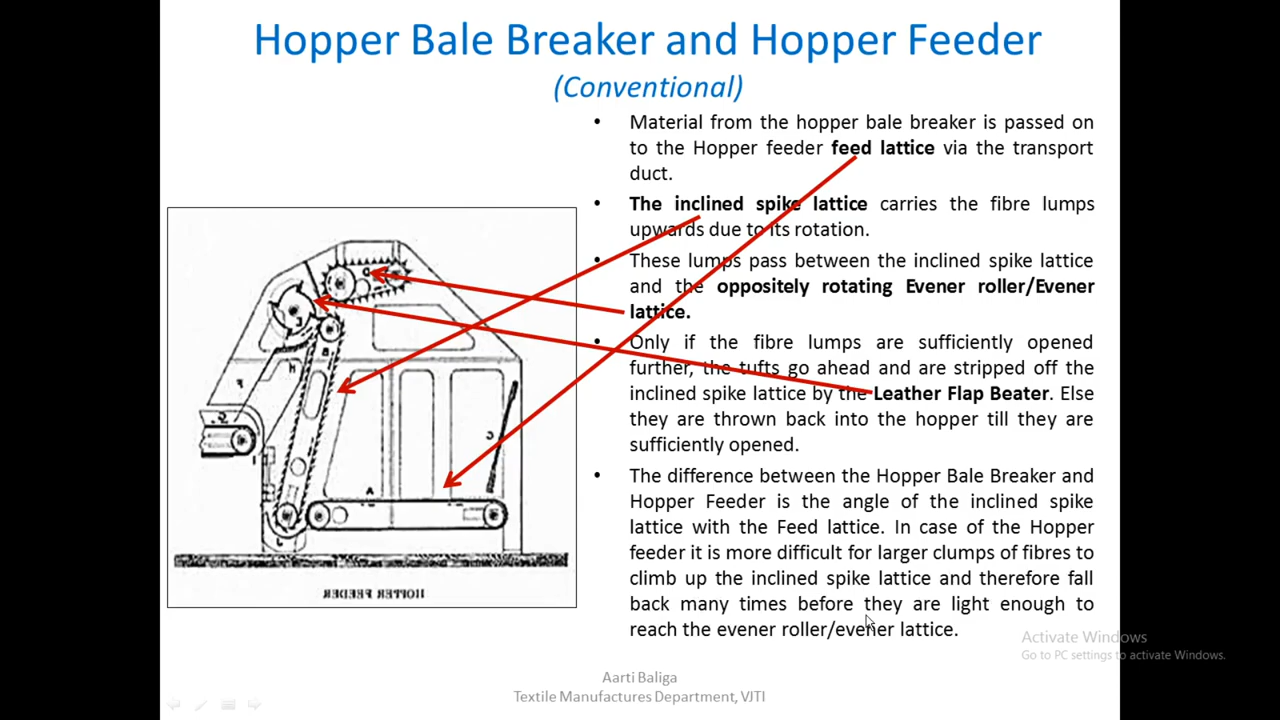 Hopper Bale Breaker and Hopper Feeder
(Conventional)
• Material from the hopper bale breaker is passed on
to the Hopper feeder feed lattice via the transport
duct.
• The inclined spike lattice carries the fibre lumps
upwards due to its rotation.
• These lumps pass between the inclined spike lattice
and the oppositely rotating Evener roller/Evener
lattice.
• Only if the fibre lumps are sufficiently opened
further, the tufts go ahead and are stripped off the
inclined spike lattice by the Leather Flap Beater. Else
they are thrown back into the hopper till they are
sufficiently opened.
• The difference between the Hopper Bale Breaker and
Hopper Feeder is the angle of the inclined spike
lattice with the Feed lattice. In case of the Hopper
feeder it is more difficult for larger clumps of fibres to
climb up the inclined spike lattice and therefore fall
back many times before they are light enough to
reach the evener roller/evener lattice.
D
E
B
H
F
G
C
I
A
HOPPER FEEDER
Activate Windows
Go to PC settings to activate Windows.
Aarti Baliga
Textile Manufactures Department, VJTI